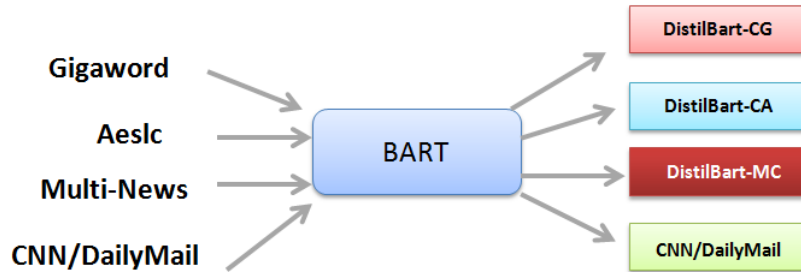 Gigaword
Aeslc
Multi-News
CNN/DailyMail
BART
DistilBart-CG
DistilBart-CA
DistilBart-MC
CNN/DailyMail